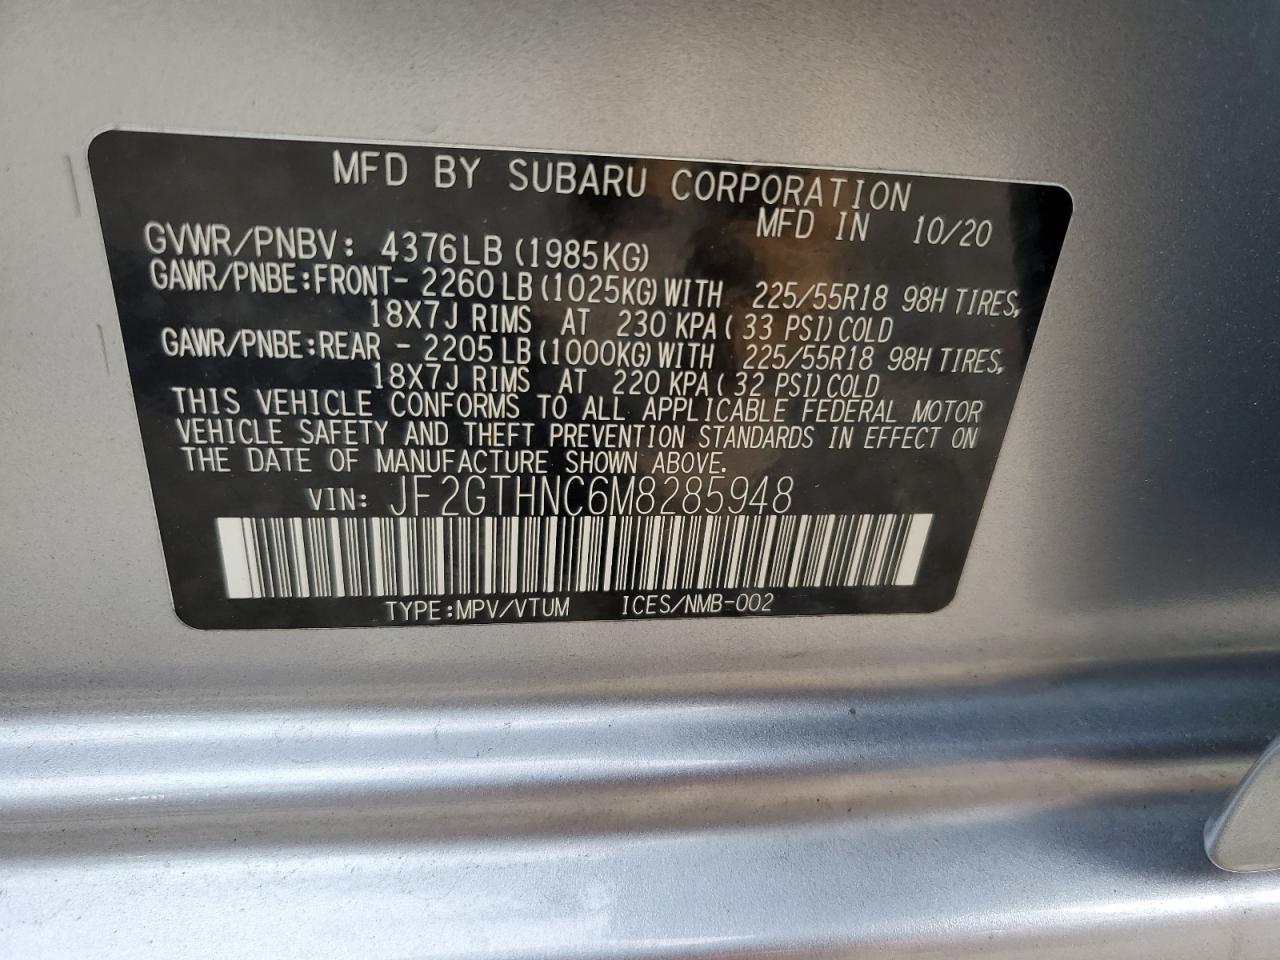 MFD BY SUBARU CORPORATION
MFD IN 10/20
GVWR/PNBV: 4376LB (1985KG)
GAWR/PNBE:FRONT- 2260 LB (1025KG) WITH 225/55R18 98H TIRES,
18X7J RIMS AT 230 KPA ( 33 PSI) COLD
GAWR/PNBE:REAR - 2205 LB (1000KG) WITH 225/55R18 98H TIRES,
18X7J RIMS AT 220 KPA ( 32 PSI) COLD
THIS VEHICLE CONFORMS TO ALL APPLICABLE FEDERAL MOTOR
VEHICLE SAFETY AND THEFT PREVENTION STANDARDS IN EFFECT ON
THE DATE OF MANUFACTURE SHOWN ABOVE.
VIN: JF2GTHNC6M8285948
TYPE:MPV/VTUM ICES/NMB-002